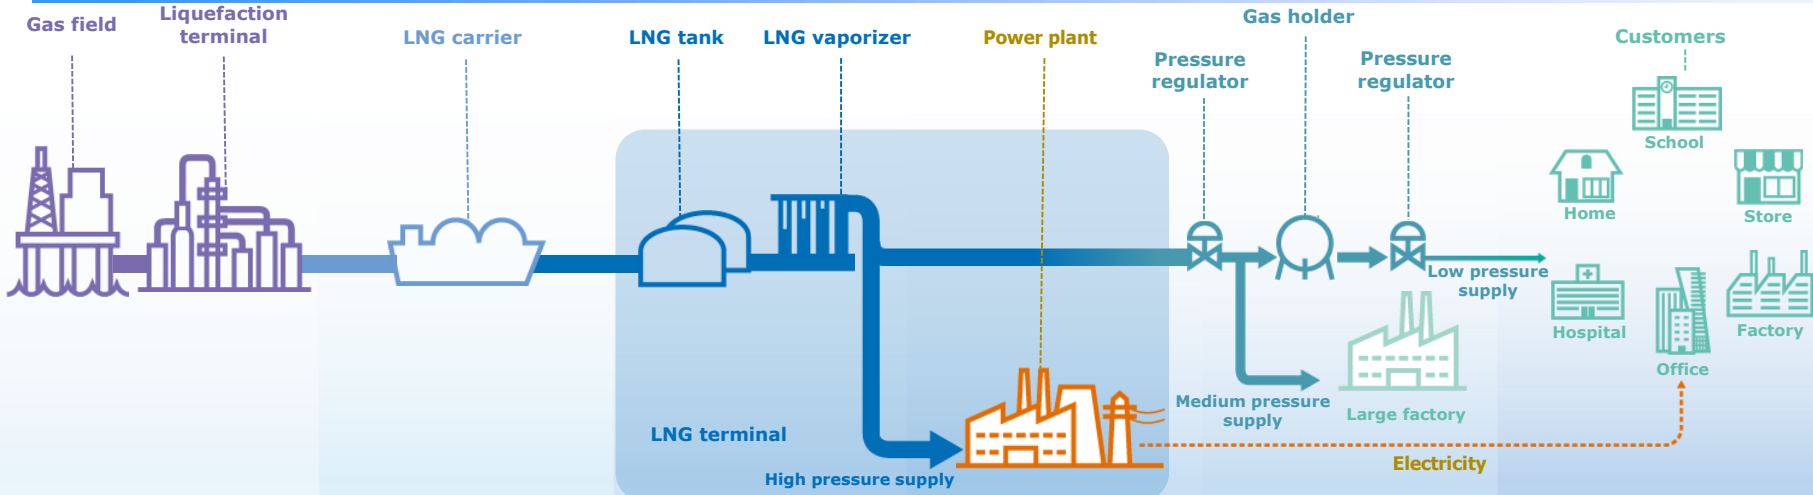 Gas field
Liquefaction
terminal
LNG carrier
LNG tank
LNG vaporizer
Power plant
Pressure
regulator
Gas holder
Pressure
regulator
Customers
School
Home
Store
Low pressure
supply
Hospital
Office
Factory
Medium pressure
supply
Large factory
LNG terminal
High pressure supply
Electricity